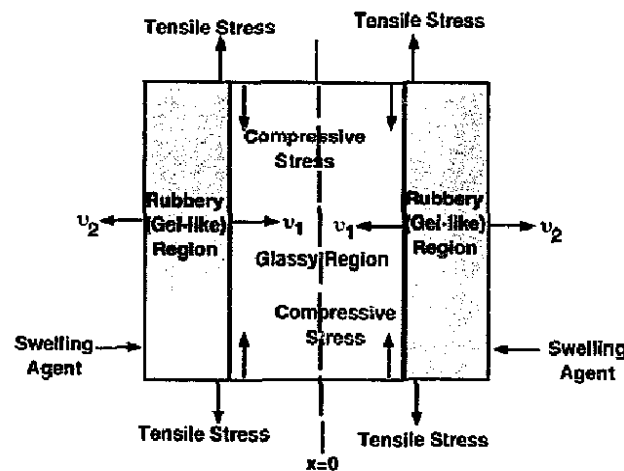 Tensile Stress
Tensile Stress
Compressive
Stress
Rubbery
(Gel-like)
Region
Rubbery
(Gel-like)
Region
υ2
υ1
υ1
υ2
Glassy Region
Compressive
Stress
Swelling
Agent
Swelling
Agent
Tensile Stress
Tensile Stress
x=0